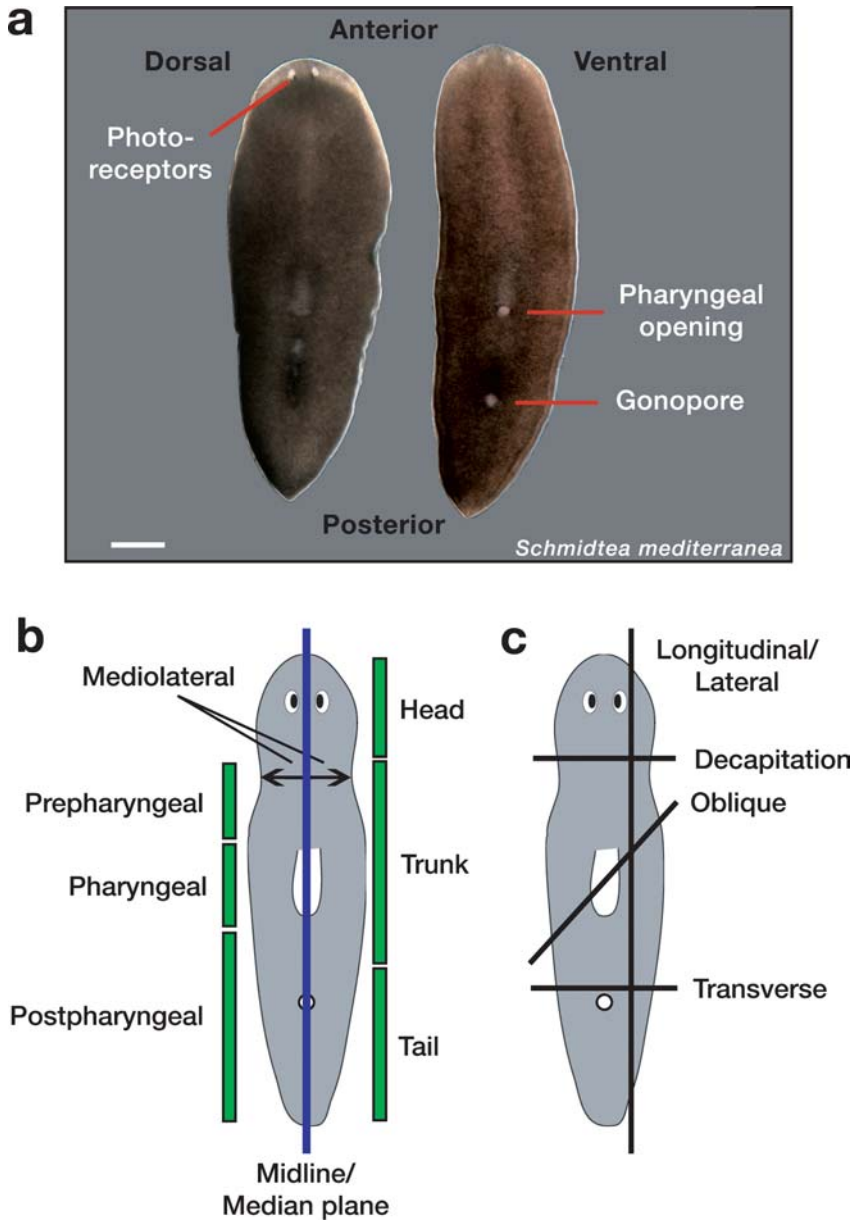 a
Anterior
Dorsal
Ventral
Photo-
receptors
Pharyngeal
opening
Gonopore
Posterior
Schmidtea mediterranea
b
Mediolateral
Head
Prepharyngeal
Trunk
Pharyngeal
Postpharyngeal
Tail
Midline/
Median plane
c
Longitudinal/
Lateral
Decapitation
Oblique
Transverse